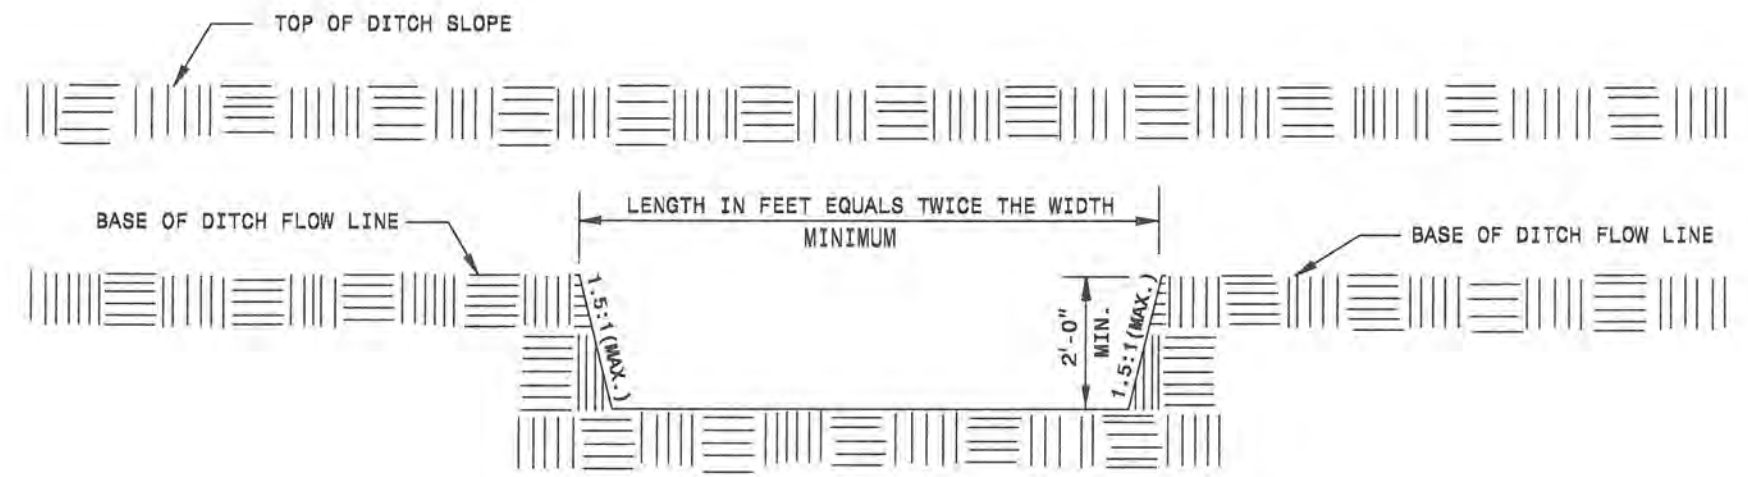 TOP OF DITCH SLOPE
LENGTH IN FEET EQUALS TWICE THE WIDTH
MINIMUM
BASE OF DITCH FLOW LINE
BASE OF DITCH FLOW LINE
1.5:1(MAX.)
2'-0"
MIN.
1.5:1(MAX.)